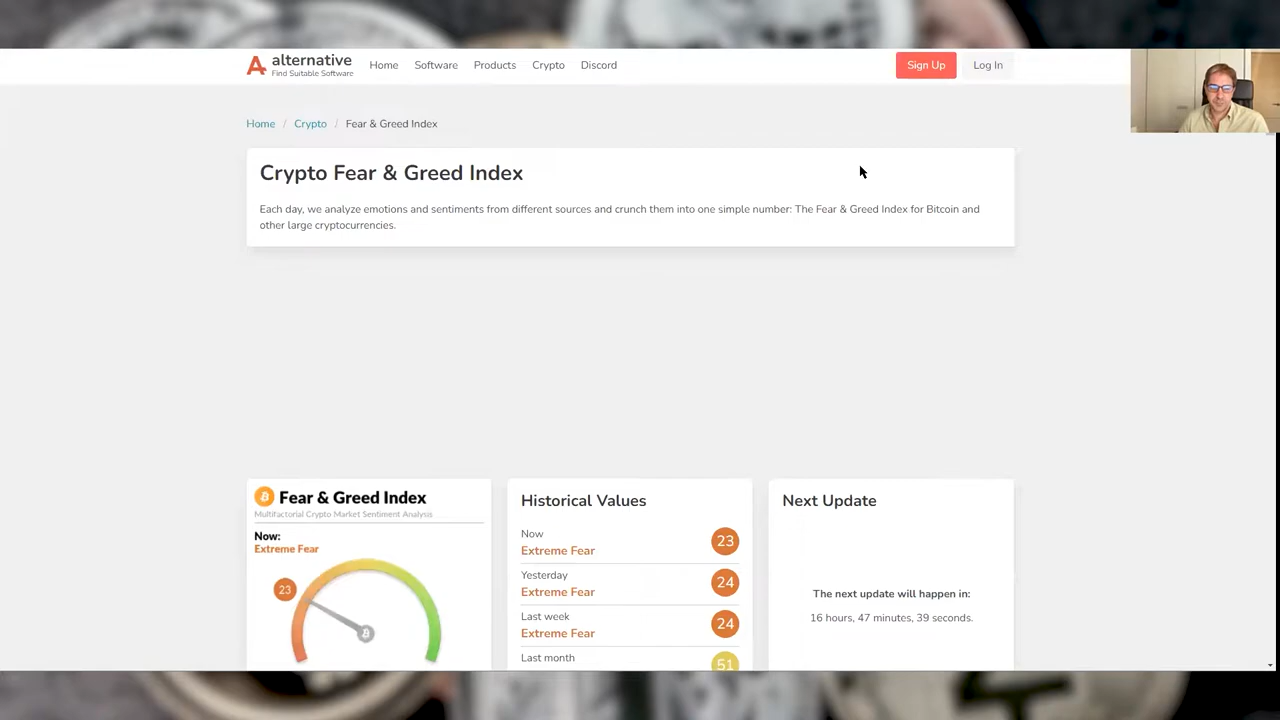 alternative
Find Suitable Software
Home
Software
Products
Crypto
Discord
Sign Up
Log In
Home / Crypto / Fear & Greed Index
Crypto Fear & Greed Index
Each day, we analyze emotions and sentiments from different sources and crunch them into one simple number: The Fear & Greed Index for Bitcoin and
other large cryptocurrencies.
Fear & Greed Index
Multifactorial Crypto Market Sentiment Analysis
Now:
Extreme Fear
23
Historical Values
Now
Extreme Fear
23
Yesterday
Extreme Fear
24
Last week
Extreme Fear
24
Last month
51
Next Update
The next update will happen in:
16 hours, 47 minutes, 39 seconds.